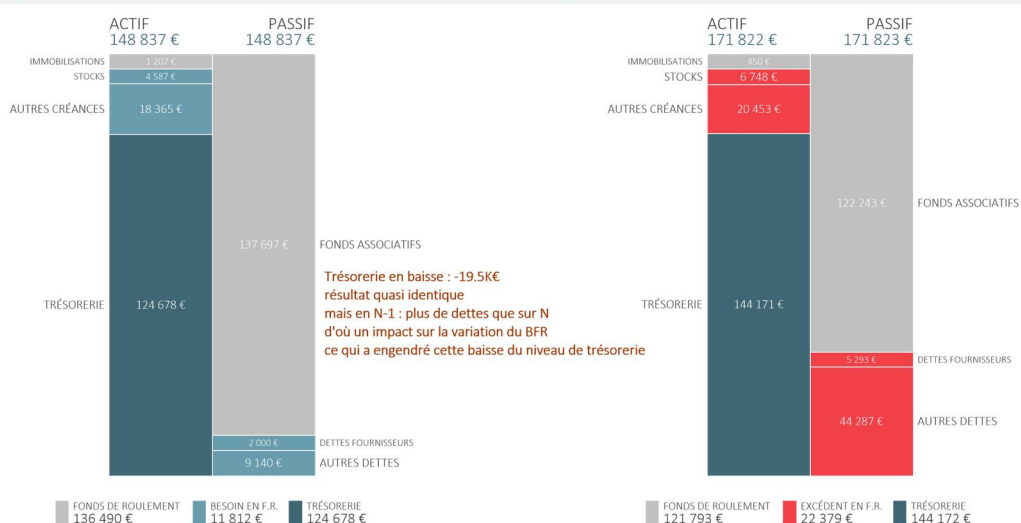 ACTIF
148 837 €
PASSIF
148 837 €
IMMOBILISATIONS
1 207 €
STOCKS
4 587 €
AUTRES CRÉANCES
18 365 €
137 697 €
FONDS ASSOCIATIFS
TRÉSORERIE
124 678 €
2 000 €
DETTES FOURNISSEURS
9 140 €
AUTRES DETTES
FONDS DE ROULEMENT
136 490 €
BESOIN EN F.R.
11 812 €
TRÉSORERIE
124 678 €
Trésorerie en baisse : -19.5K€
résultat quasi identique
mais en N-1 : plus de dettes que sur N
d'où un impact sur la variation du BFR
ce qui a engendré cette baisse du niveau de trésorerie
ACTIF
171 822 €
PASSIF
171 823 €
IMMOBILISATIONS
450 €
STOCKS
6 748 €
AUTRES CRÉANCES
20 453 €
122 243 €
FONDS ASSOCIATIFS
TRÉSORERIE
144 171 €
5 293 €
DETTES FOURNISSEURS
44 287 €
AUTRES DETTES
FONDS DE ROULEMENT
121 793 €
EXCÉDENT EN F.R.
22 379 €
TRÉSORERIE
144 172 €